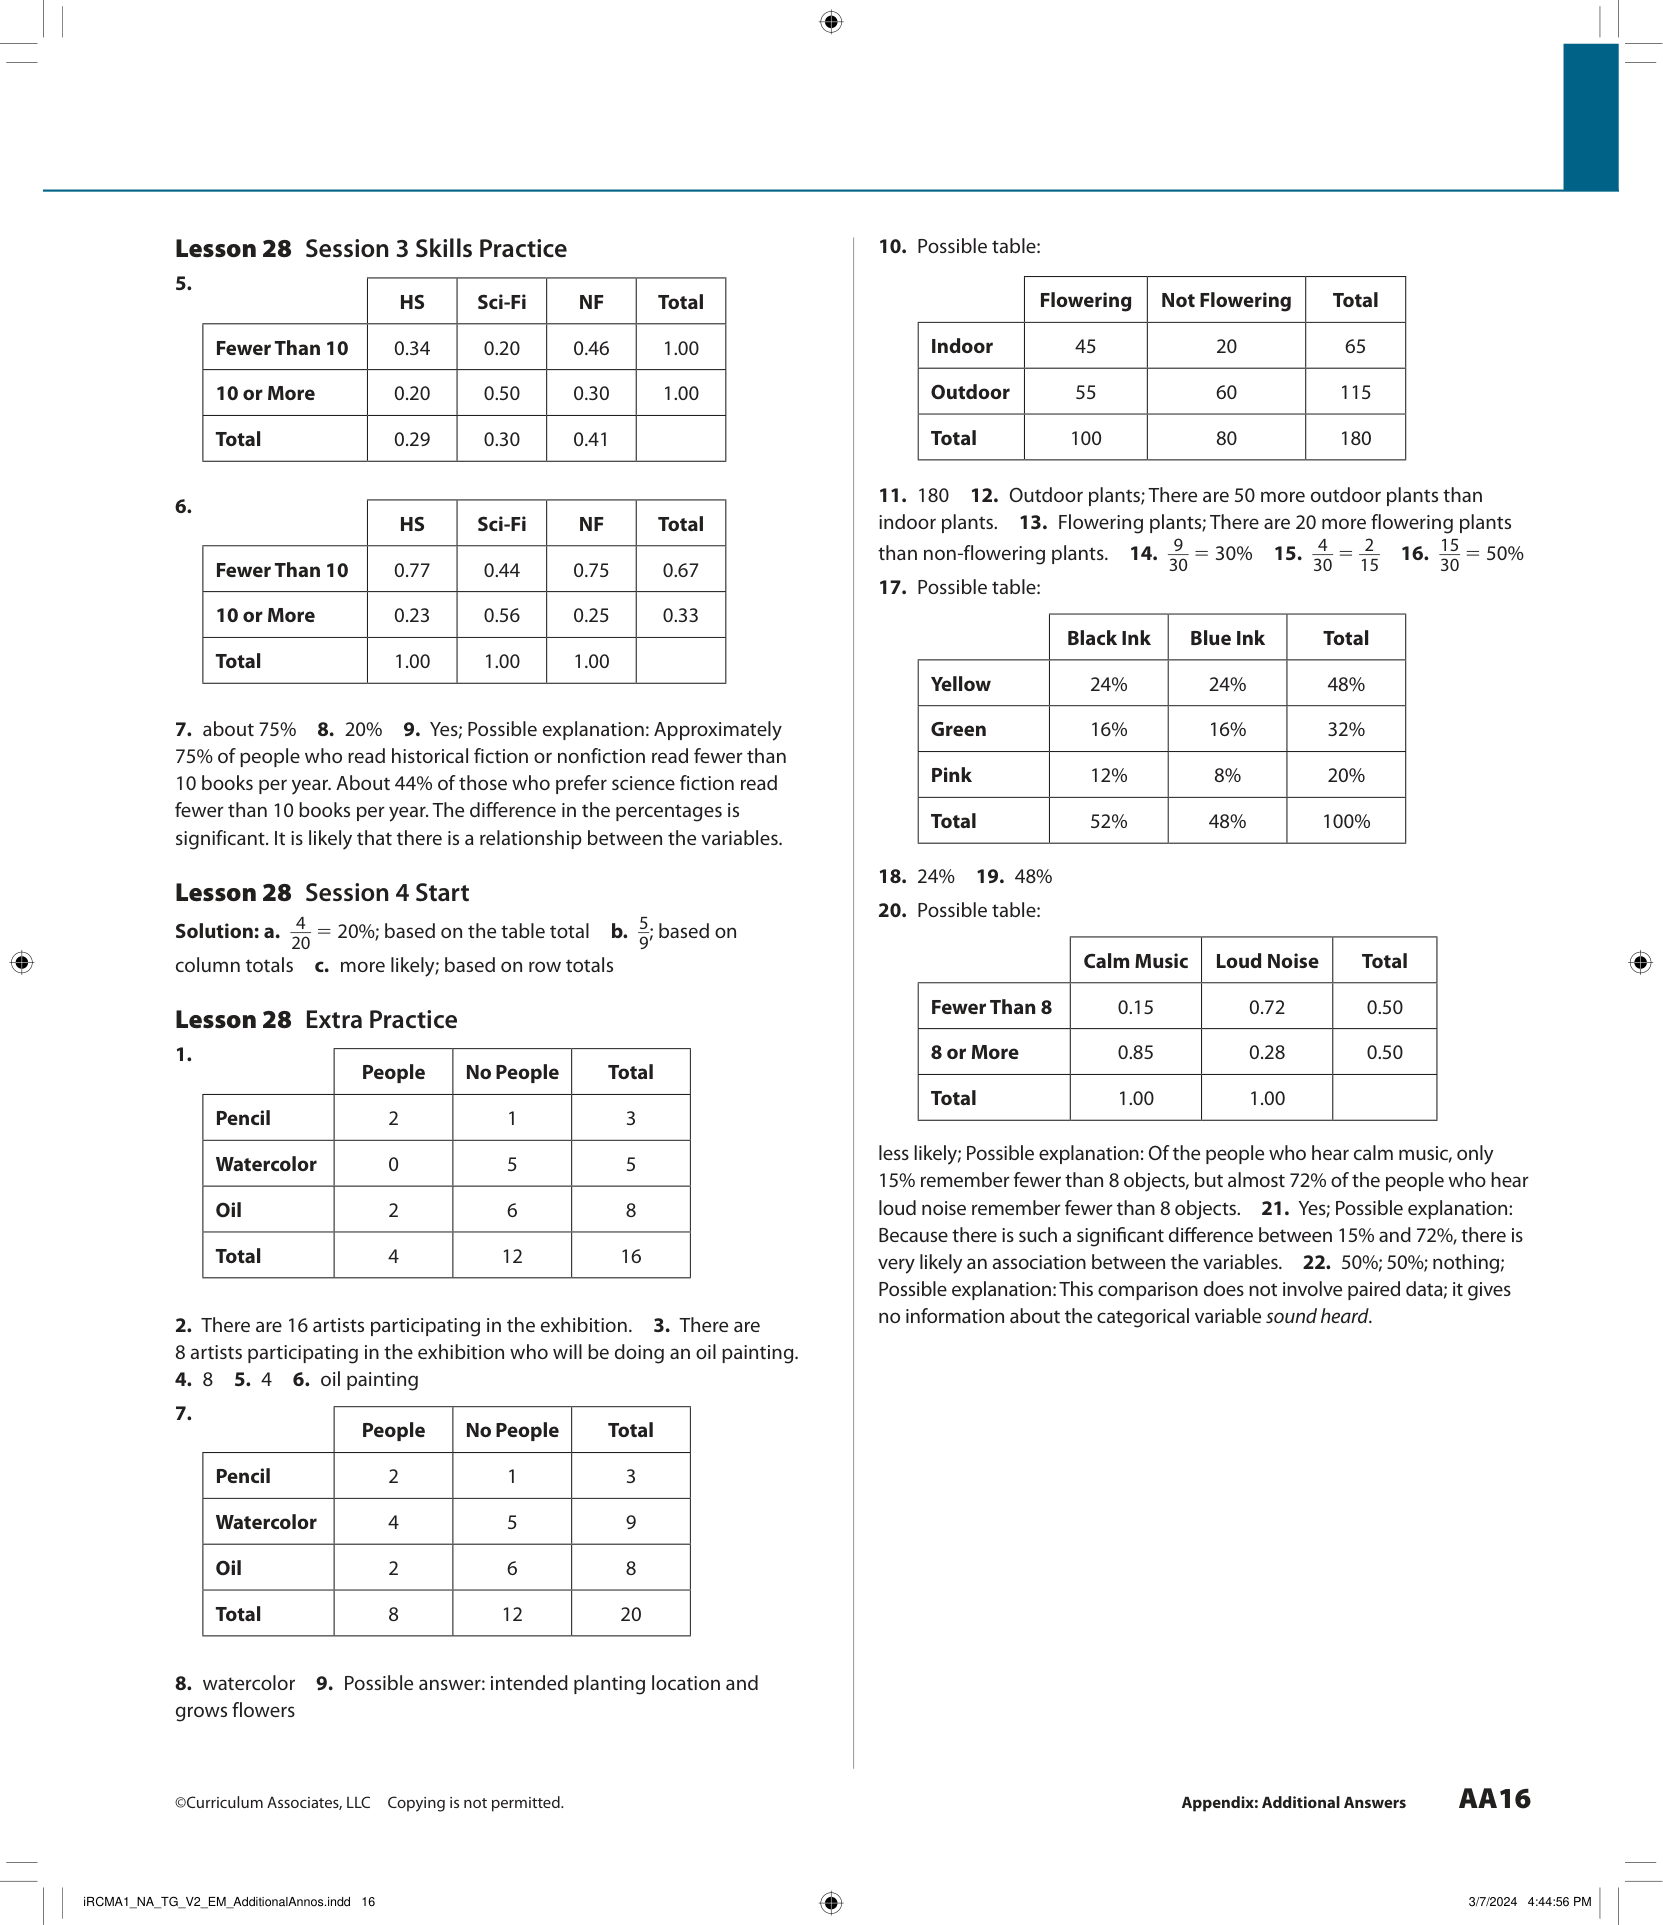 Lesson 28 Session 3 Skills Practice
5.
HS Sci-Fi NF Total
Fewer Than 10 0.34 0.20 0.46 1.00
10 or More 0.20 0.50 0.30 1.00
Total 0.29 0.30 0.41
6.
HS Sci-Fi NF Total
Fewer Than 10 0.77 0.44 0.75 0.67
10 or More 0.23 0.56 0.25 0.33
Total 1.00 1.00 1.00
7. about 75% 8. 20% 9. Yes; Possible explanation: Approximately
75% of people who read historical fiction or nonfiction read fewer than
10 books per year. About 44% of those who prefer science fiction read
fewer than 10 books per year. The difference in the percentages is
significant. It is likely that there is a relationship between the variables.
Lesson 28 Session 4 Start
Solution: a. 4/20 = 20%; based on the table total b. 5/9; based on
column totals c. more likely; based on row totals
Lesson 28 Extra Practice
1.
People No People Total
Pencil 2 1 3
Watercolor 0 5 5
Oil 2 6 8
Total 4 12 16
2. There are 16 artists participating in the exhibition. 3. There are
8 artists participating in the exhibition who will be doing an oil painting.
4. 8 5. 4 6. oil painting
7.
People No People Total
Pencil 2 1 3
Watercolor 4 5 9
Oil 2 6 8
Total 8 12 20
8. watercolor 9. Possible answer: intended planting location and
grows flowers
10. Possible table:
Flowering Not Flowering Total
Indoor 45 20 65
Outdoor 55 60 115
Total 100 80 180
11. 180 12. Outdoor plants; There are 50 more outdoor plants than
indoor plants. 13. Flowering plants; There are 20 more flowering plants
than non-flowering plants. 14. 9/30 = 30% 15. 4/30 = 2/15 16. 15/30 = 50%
17. Possible table:
Black Ink Blue Ink Total
Yellow 24% 24% 48%
Green 16% 16% 32%
Pink 12% 8% 20%
Total 52% 48% 100%
18. 24% 19. 48%
20. Possible table:
Calm Music Loud Noise Total
Fewer Than 8 0.15 0.72 0.50
8 or More 0.85 0.28 0.50
Total 1.00 1.00
less likely; Possible explanation: Of the people who hear calm music, only
15% remember fewer than 8 objects, but almost 72% of the people who hear
loud noise remember fewer than 8 objects. 21. Yes; Possible explanation:
Because there is such a significant difference between 15% and 72%, there is
very likely an association between the variables. 22. 50%; 50%; nothing;
Possible explanation: This comparison does not involve paired data; it gives
no information about the categorical variable sound heard.
©Curriculum Associates, LLC Copying is not permitted.
Appendix: Additional Answers AA16
iRCMA1_NA_TG_V2_EM_AdditionalAnnos.indd 16
3/7/2024 4:44:56 PM